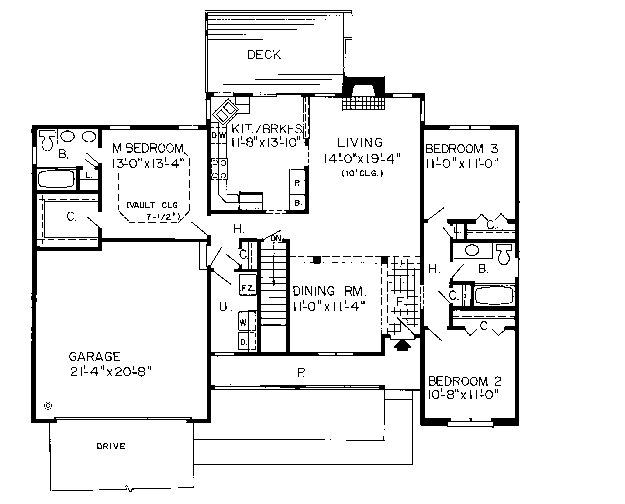 DECK
M BEDROOM
13'-0"x13'-4"
(VAULT CLG
7-1/2")
B.
L.
C.
KIT./BRKFS
11'-8"x13'-10"
D
W
R.
B.
LIVING
14'-0"x19'-4"
(10' CLG.)
BEDROOM 3
11'-0"x11'-0"
C.
H.
DN
C.
FZ.
U.
W
D.
DINING RM.
11'-0"x11'-4"
F.
H.
B.
C.
C.
GARAGE
21'-4"x20'-8"
P.
BEDROOM 2
10'-8"x11'-0"
DRIVE